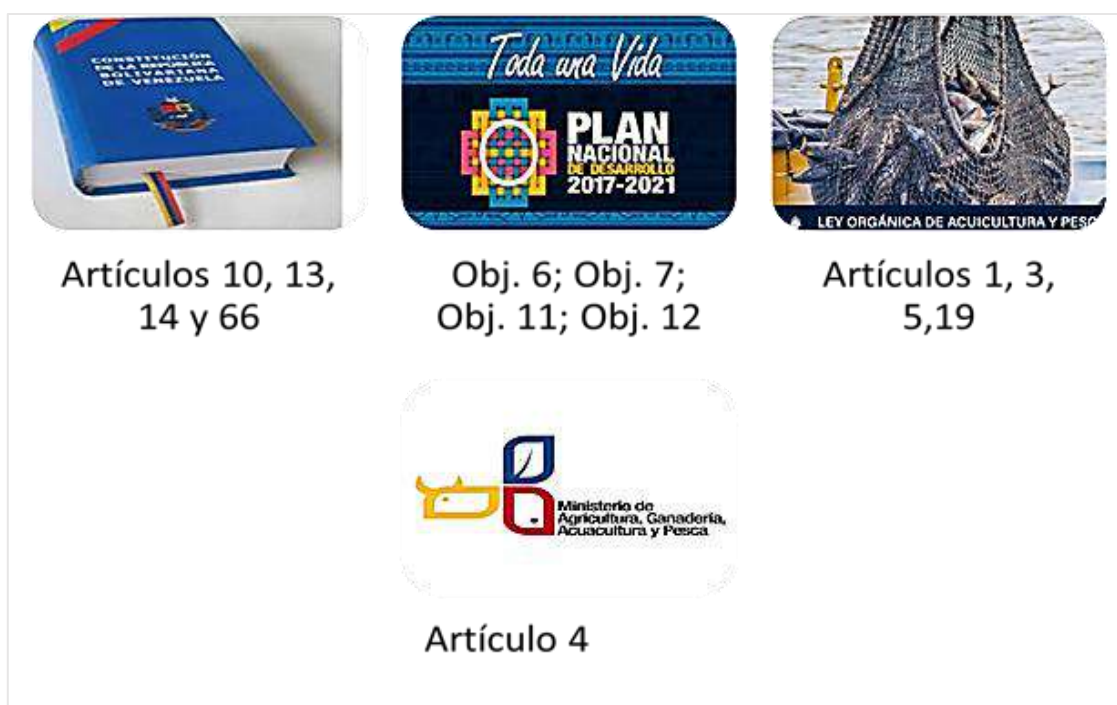 CONSTITUCIÓN
DE LA REPÚBLICA
BOLIVARIANA
DE VENEZUELA
Toda una Vida
PLAN
NACIONAL
DE DESARROLLO
2017-2021
LEY ORGÁNICA DE ACUICULTURA Y PESC
Artículos 10, 13,
14 y 66
Obj. 6; Obj. 7;
Obj. 11; Obj. 12
Artículos 1, 3,
5,19
Ministerio de
Agricultura, Ganadería,
Acuacultura y Pesca
Artículo 4